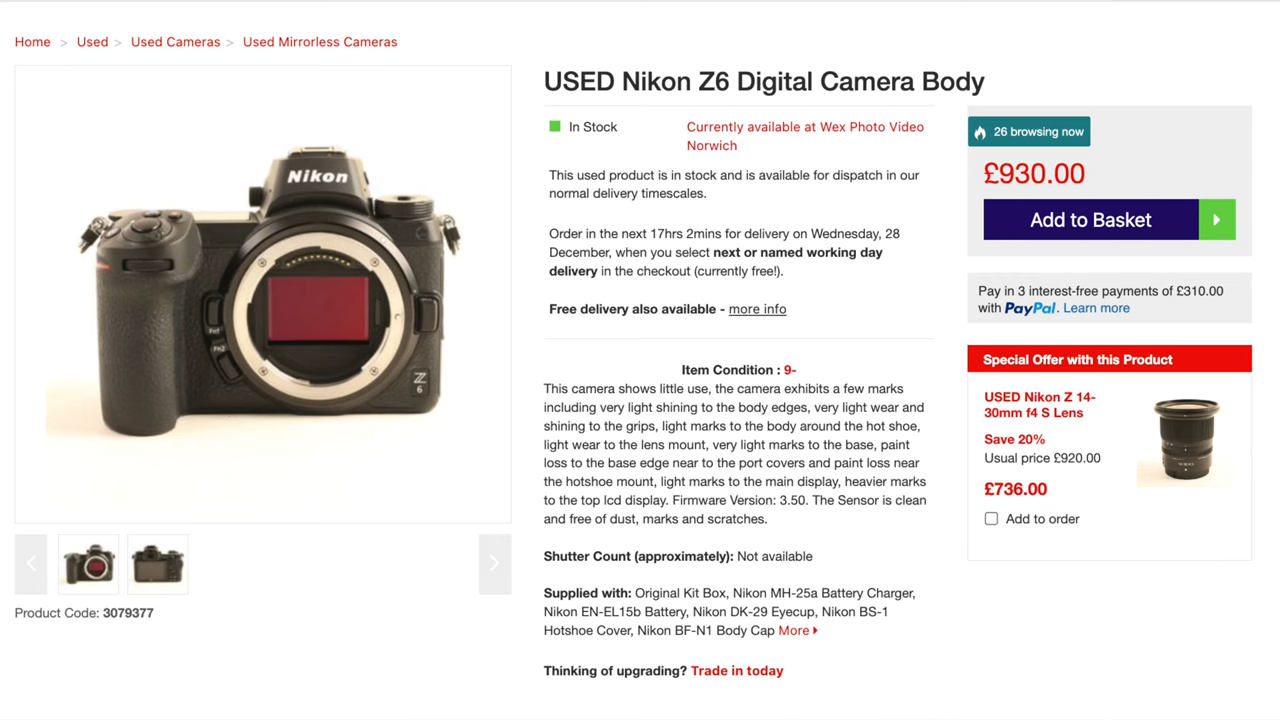 Home > Used > Used Cameras > Used Mirrorless Cameras
Nikon
Fn1
Fn2
Z
6
Product Code: 3079377
USED Nikon Z6 Digital Camera Body
In Stock
Currently available at Wex Photo Video
Norwich
This used product is in stock and is available for dispatch in our
normal delivery timescales.
Order in the next 17hrs 2mins for delivery on Wednesday, 28
December, when you select next or named working day
delivery in the checkout (currently free!).
Free delivery also available - more info
Item Condition : 9-
This camera shows little use, the camera exhibits a few marks
including very light shining to the body edges, very light wear and
shining to the grips, light marks to the body around the hot shoe,
light wear to the lens mount, very light marks to the base, paint
loss to the base edge near to the port covers and paint loss near
the hotshoe mount, light marks to the main display, heavier marks
to the top lcd display. Firmware Version: 3.50. The Sensor is clean
and free of dust, marks and scratches.
Shutter Count (approximately): Not available
Supplied with: Original Kit Box, Nikon MH-25a Battery Charger,
Nikon EN-EL15b Battery, Nikon DK-29 Eyecup, Nikon BS-1
Hotshoe Cover, Nikon BF-N1 Body Cap More
Thinking of upgrading? Trade in today
26 browsing now
£930.00
Add to Basket
Pay in 3 interest-free payments of £310.00
with PayPal. Learn more
Special Offer with this Product
USED Nikon Z 14-
30mm f4 S Lens
Save 20%
Usual price £920.00
£736.00
Add to order